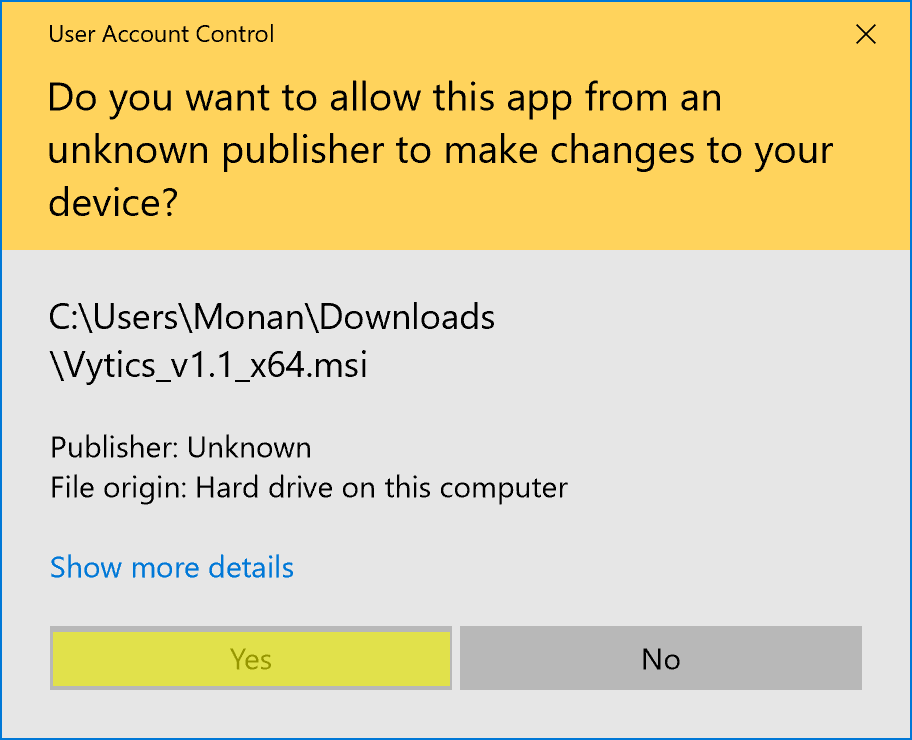 User Account Control
Do you want to allow this app from an
unknown publisher to make changes to your
device?
C:\Users\Monan\Downloads
\Vytics_v1.1_x64.msi
Publisher: Unknown
File origin: Hard drive on this computer
Show more details
Yes
No